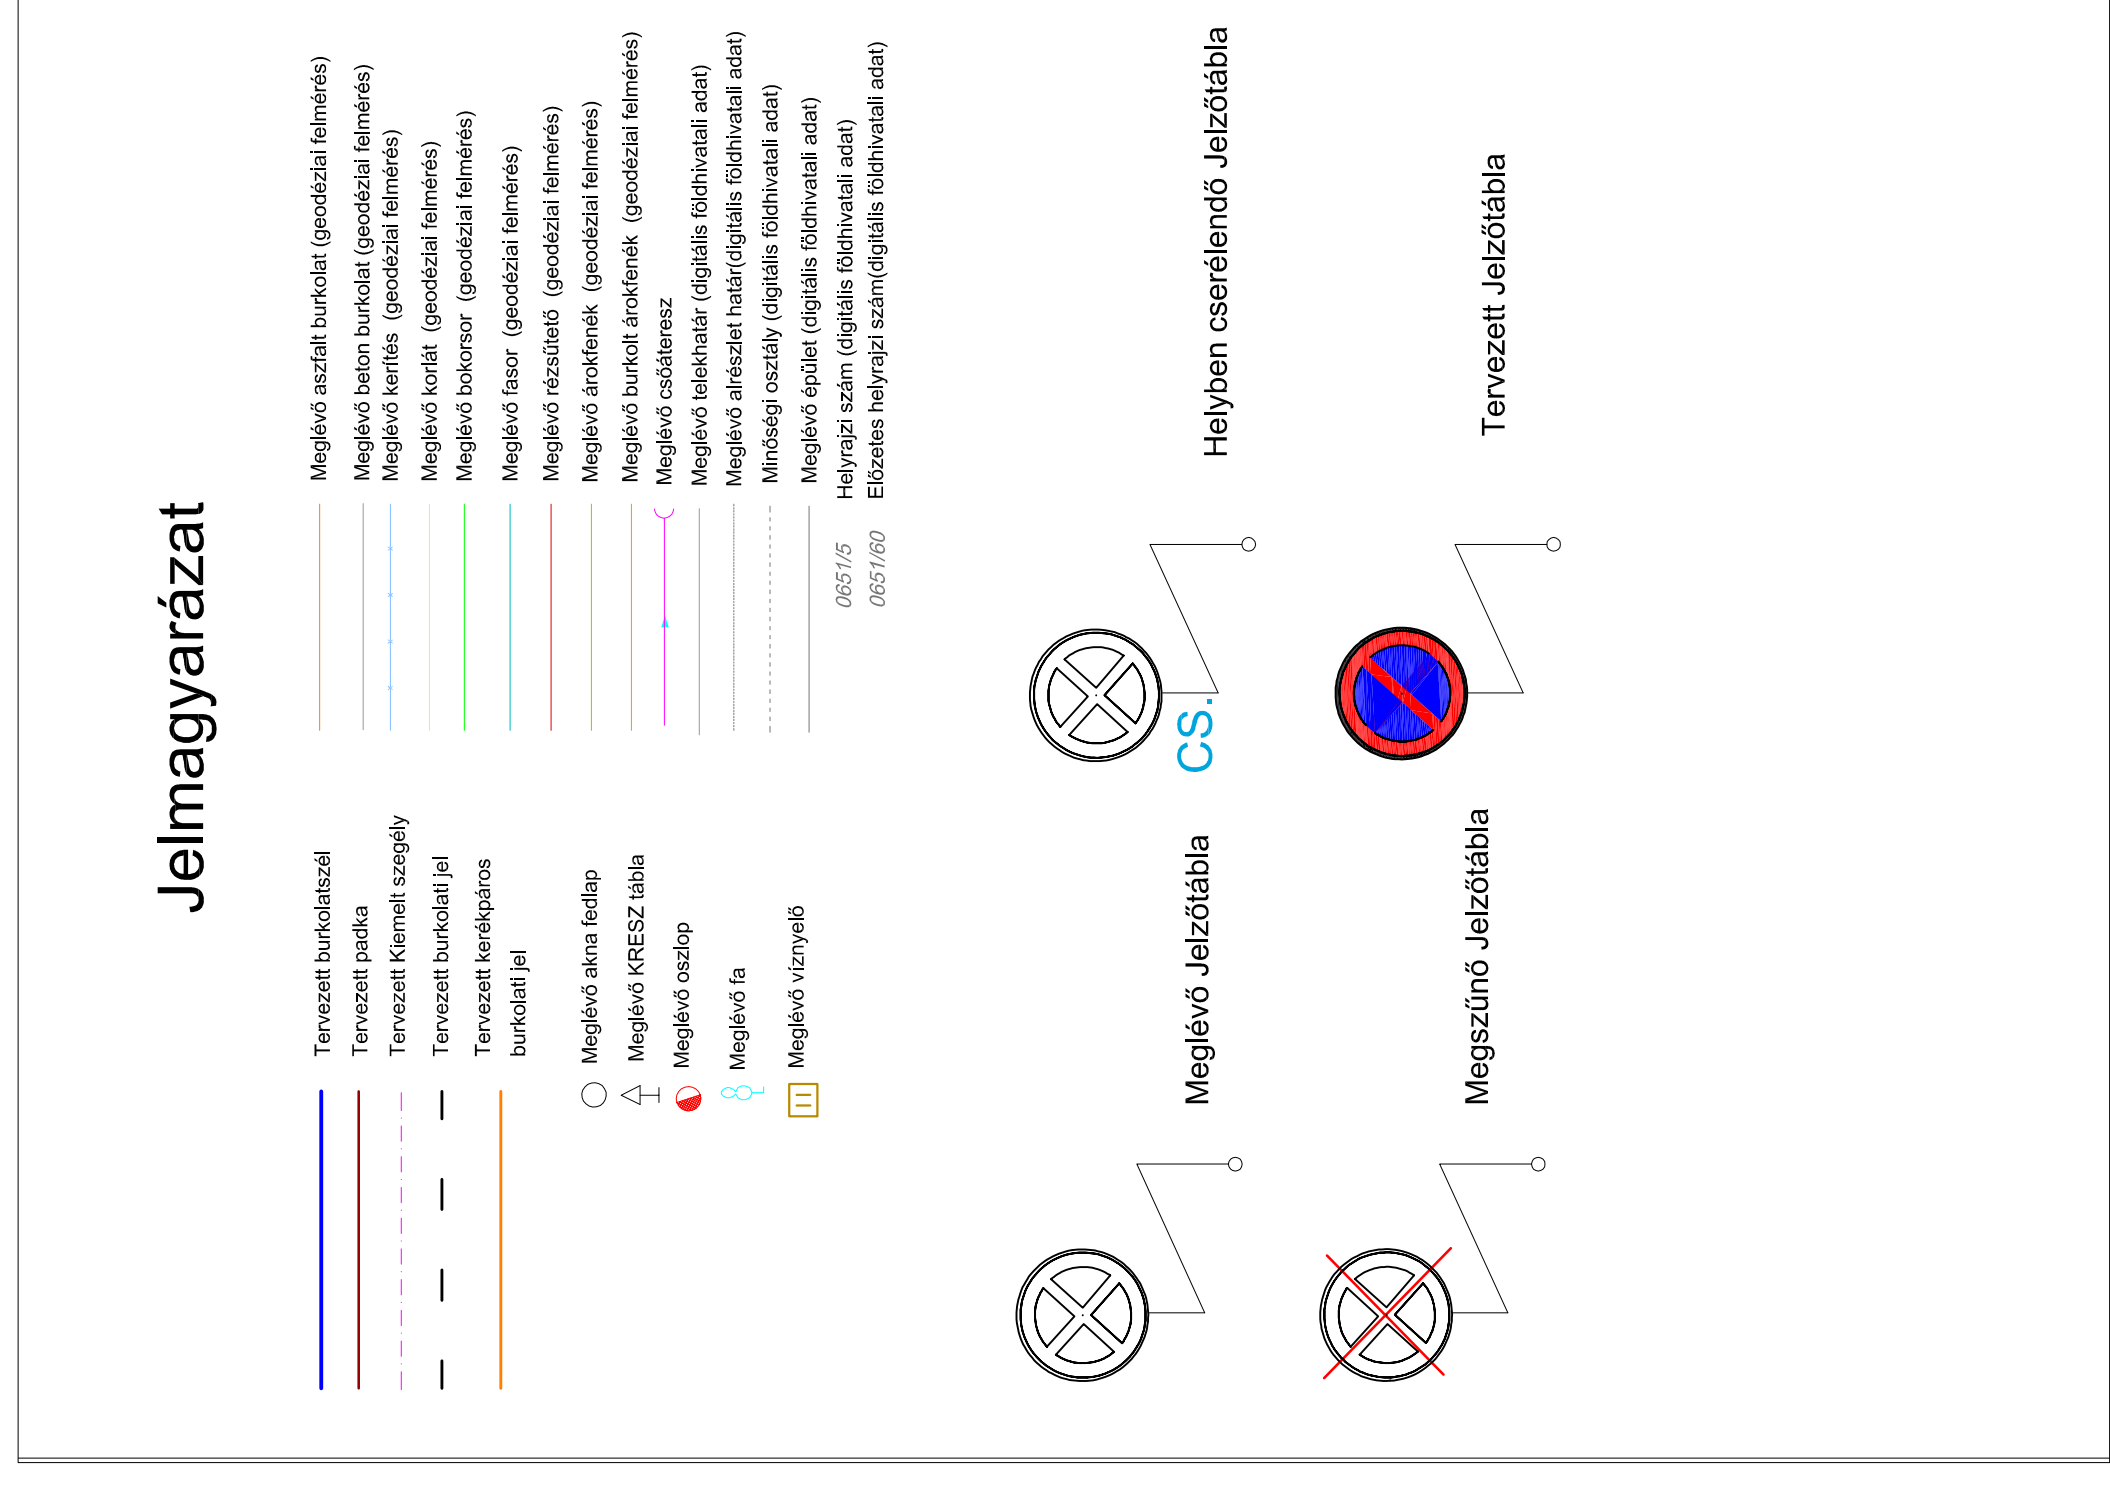 Jelmagyarázat
Tervezett burkolatszél
Tervezett padka
Tervezett Kiemelt szegély
Tervezett burkolati jel
Tervezett kerékpáros
burkolati jel
Meglévő akna fedlap
Meglévő KRESZ tábla
Meglévő oszlop
Meglévő fa
Meglévő víznyelő
Meglévő aszfalt burkolat (geodéziai felmérés)
Meglévő beton burkolat (geodéziai felmérés)
Meglévő kerítés (geodéziai felmérés)
Meglévő korlát (geodéziai felmérés)
Meglévő bokorsor (geodéziai felmérés)
Meglévő fasor (geodéziai felmérés)
Meglévő rézsűtető (geodéziai felmérés)
Meglévő árokfenék (geodéziai felmérés)
Meglévő burkolt árokfenék (geodéziai felmérés)
Meglévő csőáteresz
Meglévő telekhatár (digitális földhivatali adat)
Meglévő alrészlet határ(digitális földhivatali adat)
Minőségi osztály (digitális földhivatali adat)
Meglévő épület (digitális földhivatali adat)
0651/5 Helyrajzi szám (digitális földhivatali adat)
0651/60 Előzetes helyrajzi szám(digitális földhivatali adat)
Meglévő Jelzőtábla
CS.
Helyben cserélendő Jelzőtábla
Megszűnő Jelzőtábla
Tervezett Jelzőtábla